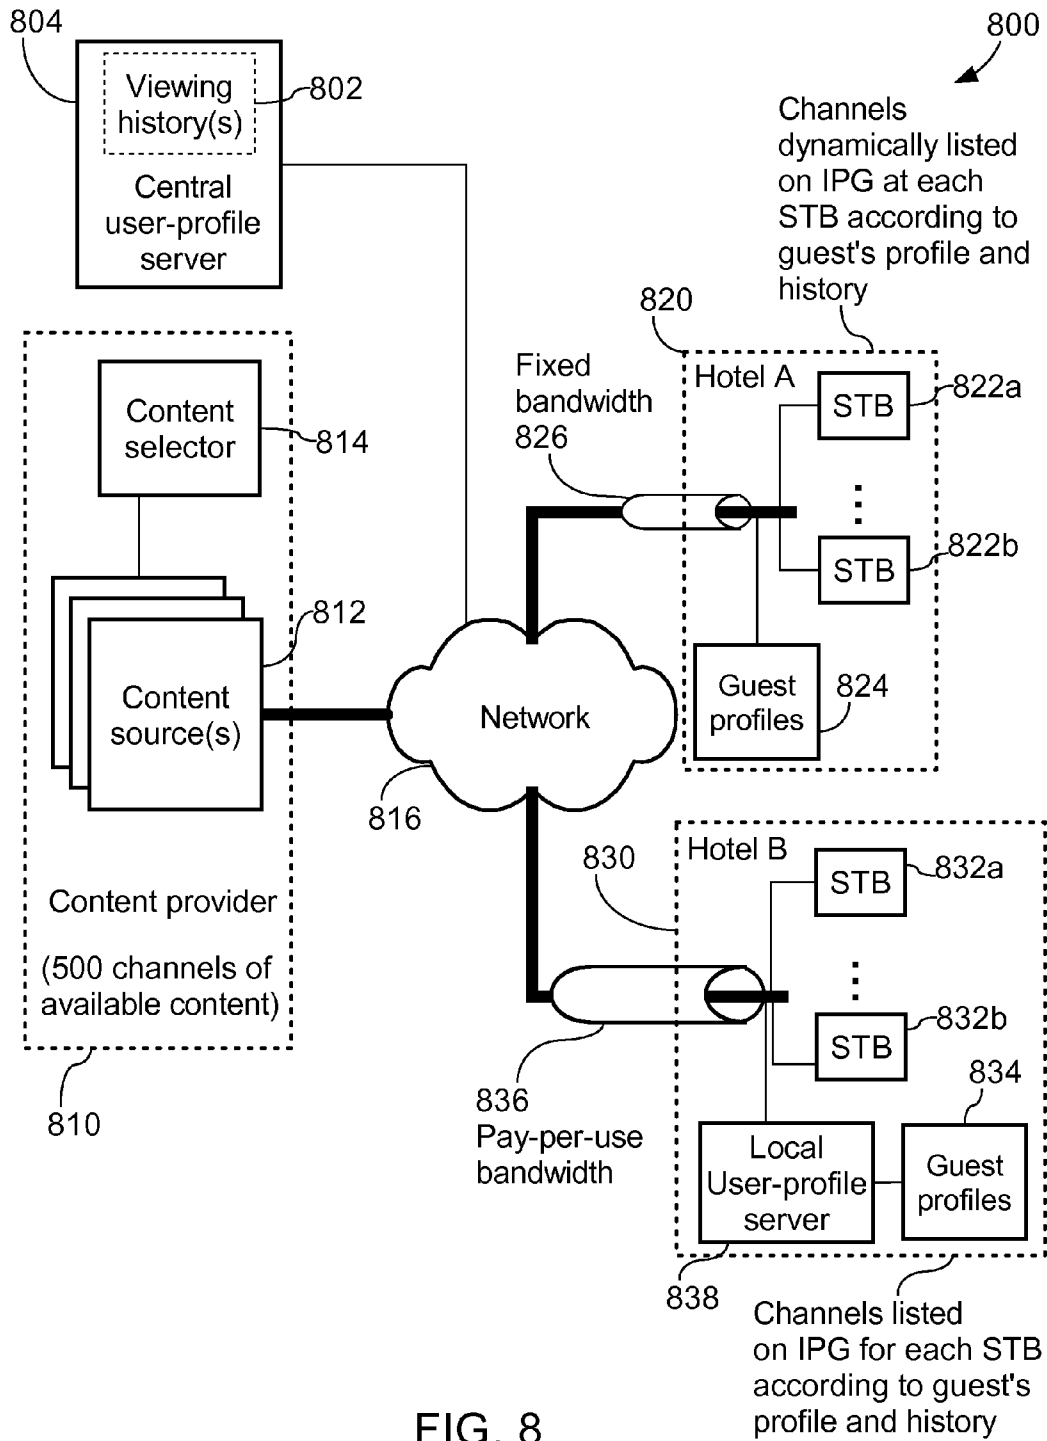 804
800
Viewing
history(s)
802
Central
user-profile
server
Channels
dynamically listed
on IPG at each
STB according to
guest's profile and
history
820
Fixed
bandwidth
826
Hotel A
STB
822a
STB
822b
Guest
profiles
824
Content
selector
814
812
Content
source(s)
Network
816
Content provider
(500 channels of
available content)
810
830
Hotel B
STB
832a
STB
832b
834
836
Pay-per-use
bandwidth
Local
User-profile
server
Guest
profiles
838
Channels listed
on IPG for each STB
according to guest's
profile and history
FIG. 8